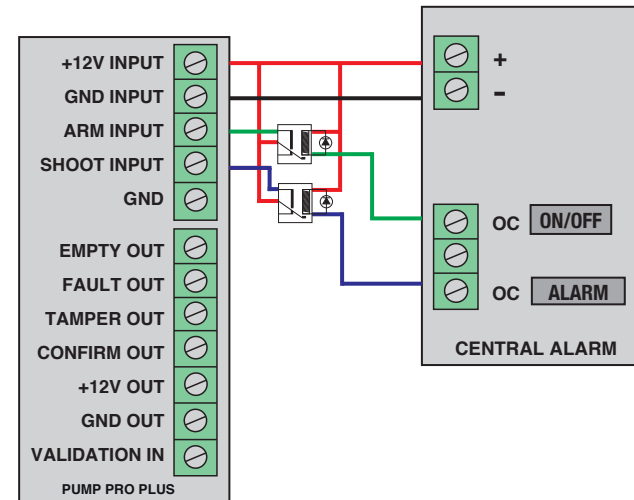 +12V INPUT
GND INPUT
ARM INPUT
SHOOT INPUT
GND
EMPTY OUT
FAULT OUT
TAMPER OUT
CONFIRM OUT
+12V OUT
GND OUT
VALIDATION IN
PUMP PRO PLUS
+
-
OC ON/OFF
OC ALARM
CENTRAL ALARM